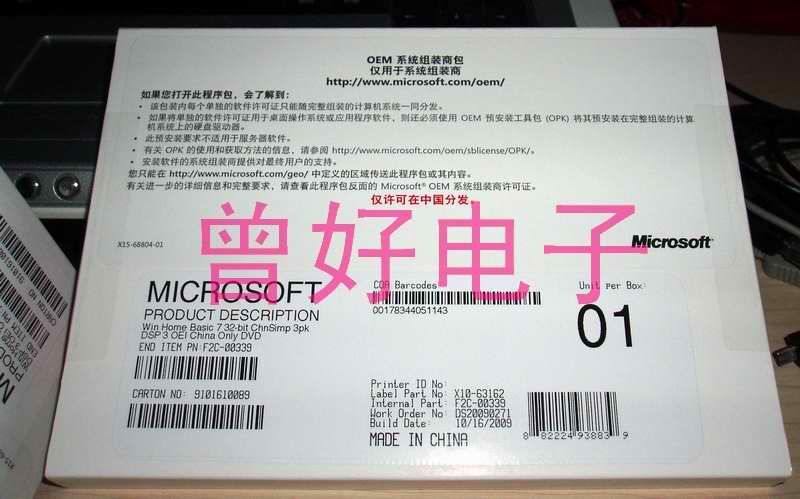 OEM 系统组装商包
仅用于系统组装商
http://www.microsoft.com/oem/
如果您打开此程序包，会了解到：
• 该包装内每个单独的软件许可证只能随完整组装的计算机系统一同分发。
• 如果将单独的软件许可证用于桌面操作系统或应用程序软件，则还必须使用 OEM 预安装工具包 (OPK) 将其预安装在完整组装的计算
机系统上的硬盘驱动器。
• 此预安装要求不适用于服务器软件。
• 有关 OPK 的使用和获取方法的信息，请参阅 http://www.microsoft.com/oem/sblicense/OPK/。
• 安装软件的系统组装商提供对最终用户的支持。
您只能在 http://www.microsoft.com/geo/ 中定义的区域传送此程序包或其内容。
有关进一步的详细信息和完整要求，请查看此程序包反面的 Microsoft® OEM 系统组装商许可证。
仅许可在中国分发。
X15-68804-01
Microsoft®
曾好电子
MICROSOFT
PRODUCT DESCRIPTION
Win Home Basic 7 32-bit ChnSimp 3pk
DSP 3 OEI China Only DVD
END ITEM PN:F2C-00339
CARTON NO: 9101610089
COA Barcodes
00178344051143
Unit per Box:
01
Printer ID No:
Label Part No: X10-63162
Internal Part: F2C-00339
Work Order No: DS20090271
Build Date: 10/16/2009
MADE IN CHINA
8 82224 93883 9